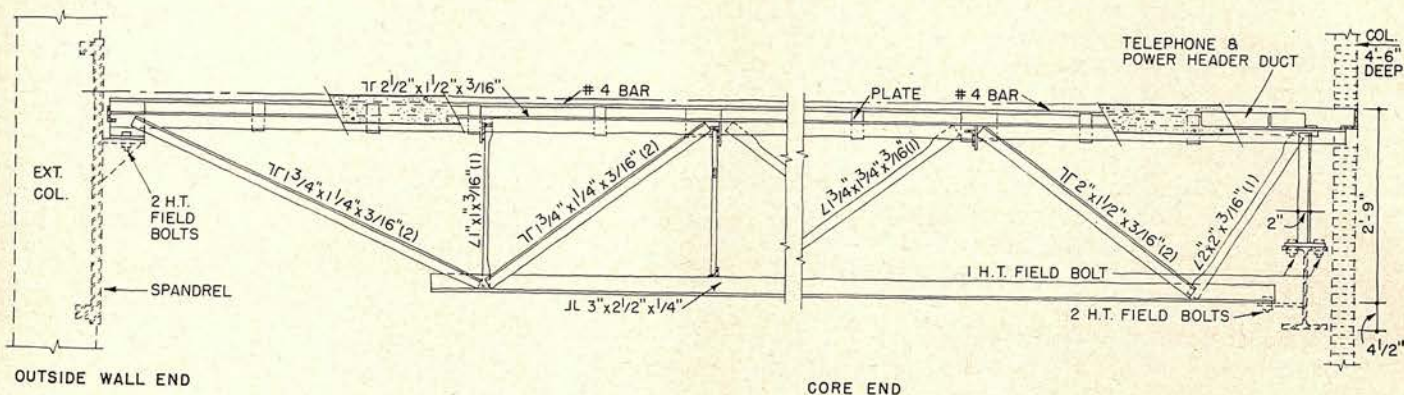 EXT.
COL.
2 H.T.
FIELD
BOLTS
SPANDREL
OUTSIDE WALL END
⅂Γ 2 1/2" x 1 1/2" x 3/16"
# 4 BAR
⅂Γ 1 3/4" x 1 1/4" x 3/16" (2)
∠ 1" x 1" x 3/16" (1)
⅂Γ 1 3/4" x 1 1/4" x 3/16" (2)
JL 3" x 2 1/2" x 1/4"
PLATE
# 4 BAR
TELEPHONE &
POWER HEADER DUCT
COL.
4'-6"
DEEP
∠ 1 3/4" x 1 3/4" x 3/16" (1)
⅂Γ 2" x 1 1/2" x 3/16" (2)
∠ 2" x 2" x 3/16" (1)
2"
2'-9"
1 H.T. FIELD BOLT
2 H.T. FIELD BOLTS
4 1/2"
CORE END